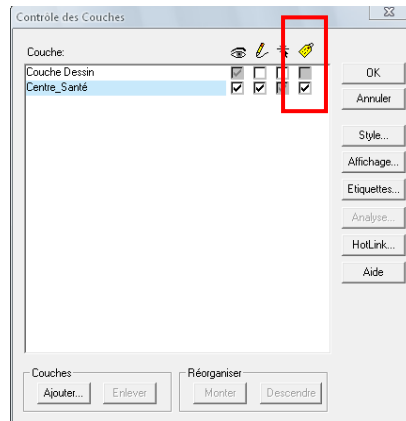 Contrôle des Couches
Couche:
Couche Dessin
Centre_Santé
OK
Annuler
Style...
Affichage...
Etiquettes...
Analyse...
HotLink...
Aide
Couches
Ajouter...
Enlever
Réorganiser
Monter
Descendre